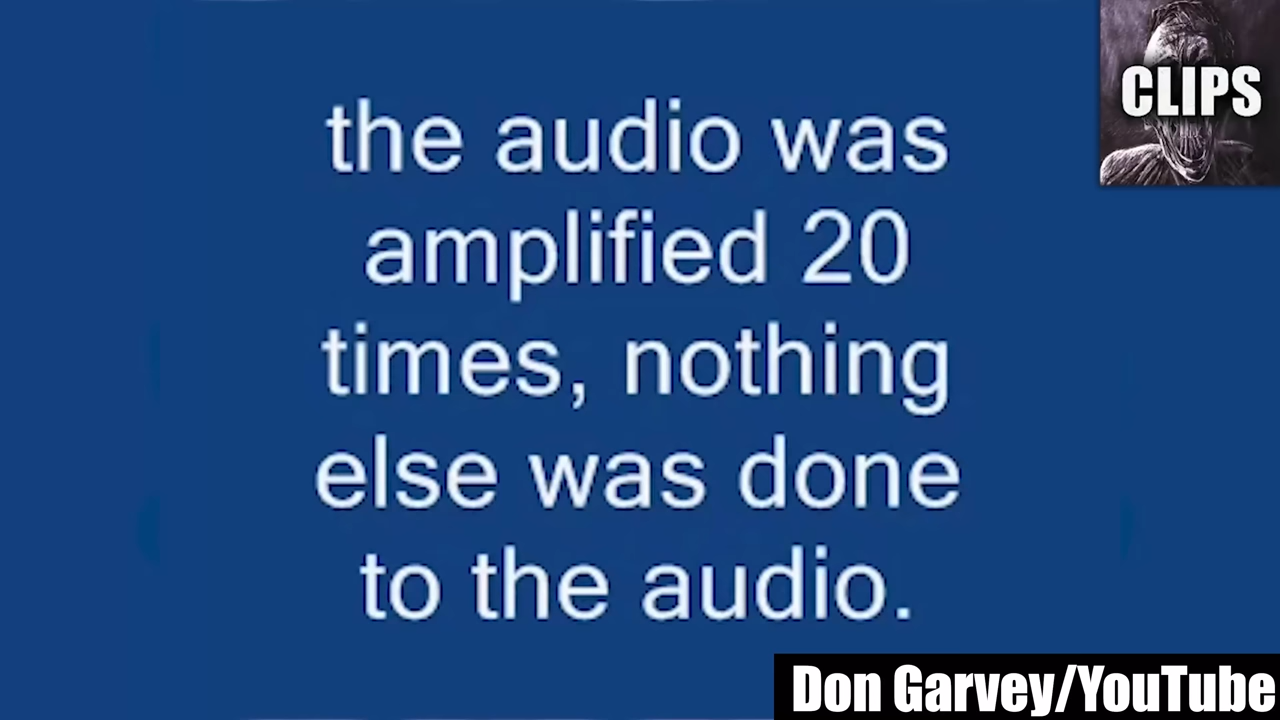 CLIPS
the audio was
amplified 20
times, nothing
else was done
to the audio.
Don Garvey/YouTube